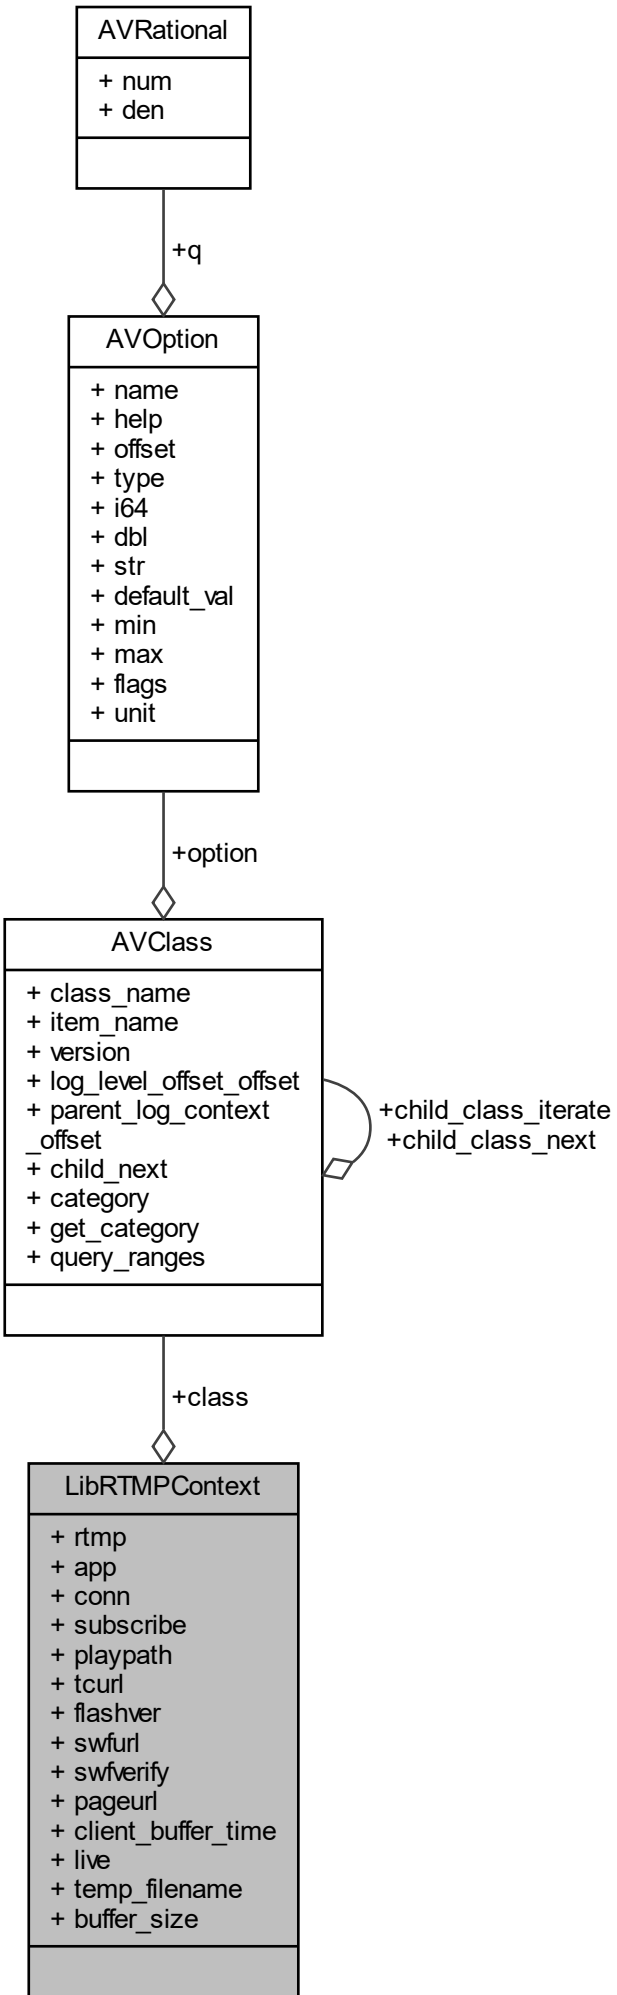 AVRational
+ num
+ den
+q
AVOption
+ name
+ help
+ offset
+ type
+ i64
+ dbl
+ str
+ default_val
+ min
+ max
+ flags
+ unit
+option
AVClass
+ class_name
+ item_name
+ version
+ log_level_offset_offset
+ parent_log_context
_offset
+ child_next
+ category
+ get_category
+ query_ranges
+child_class_iterate
+child_class_next
+class
LibRTMPContext
+ rtmp
+ app
+ conn
+ subscribe
+ playpath
+ tcurl
+ flashver
+ swfurl
+ swfverify
+ pageurl
+ client_buffer_time
+ live
+ temp_filename
+ buffer_size